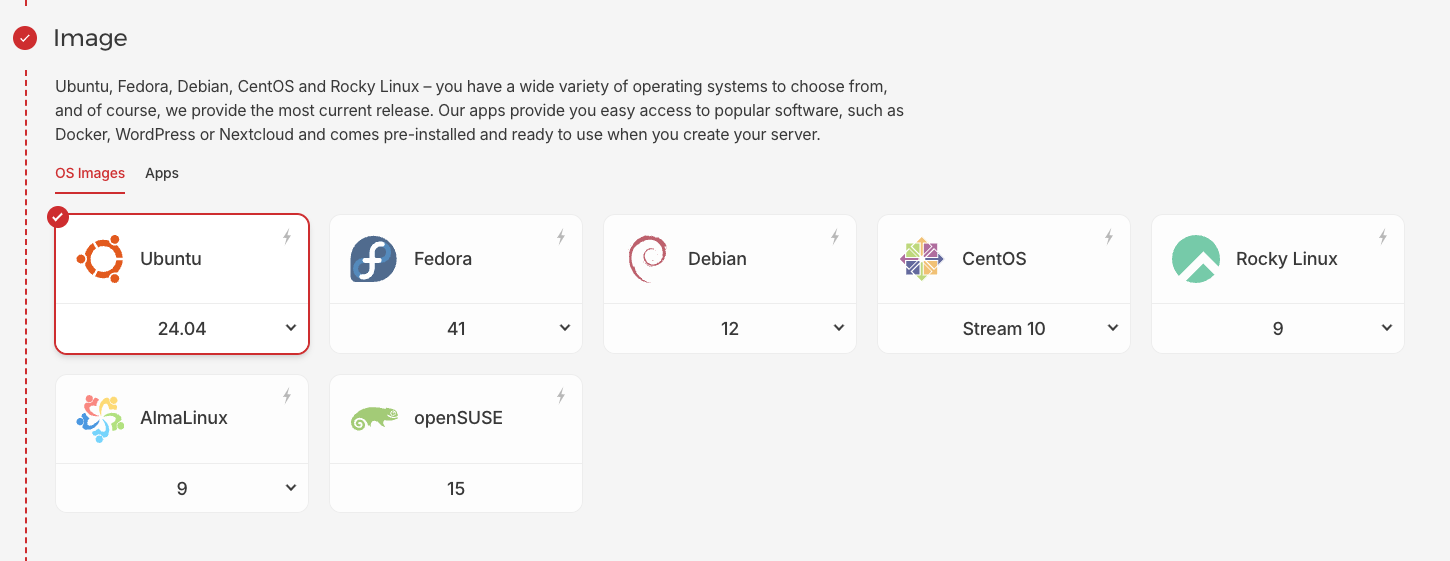 Image
Ubuntu, Fedora, Debian, CentOS and Rocky Linux – you have a wide variety of operating systems to choose from,
and of course, we provide the most current release. Our apps provide you easy access to popular software, such as
Docker, WordPress or Nextcloud and comes pre-installed and ready to use when you create your server.
OS Images Apps
Ubuntu Fedora Debian CentOS Rocky Linux
24.04 41 12 Stream 10 9
AlmaLinux openSUSE
9 15